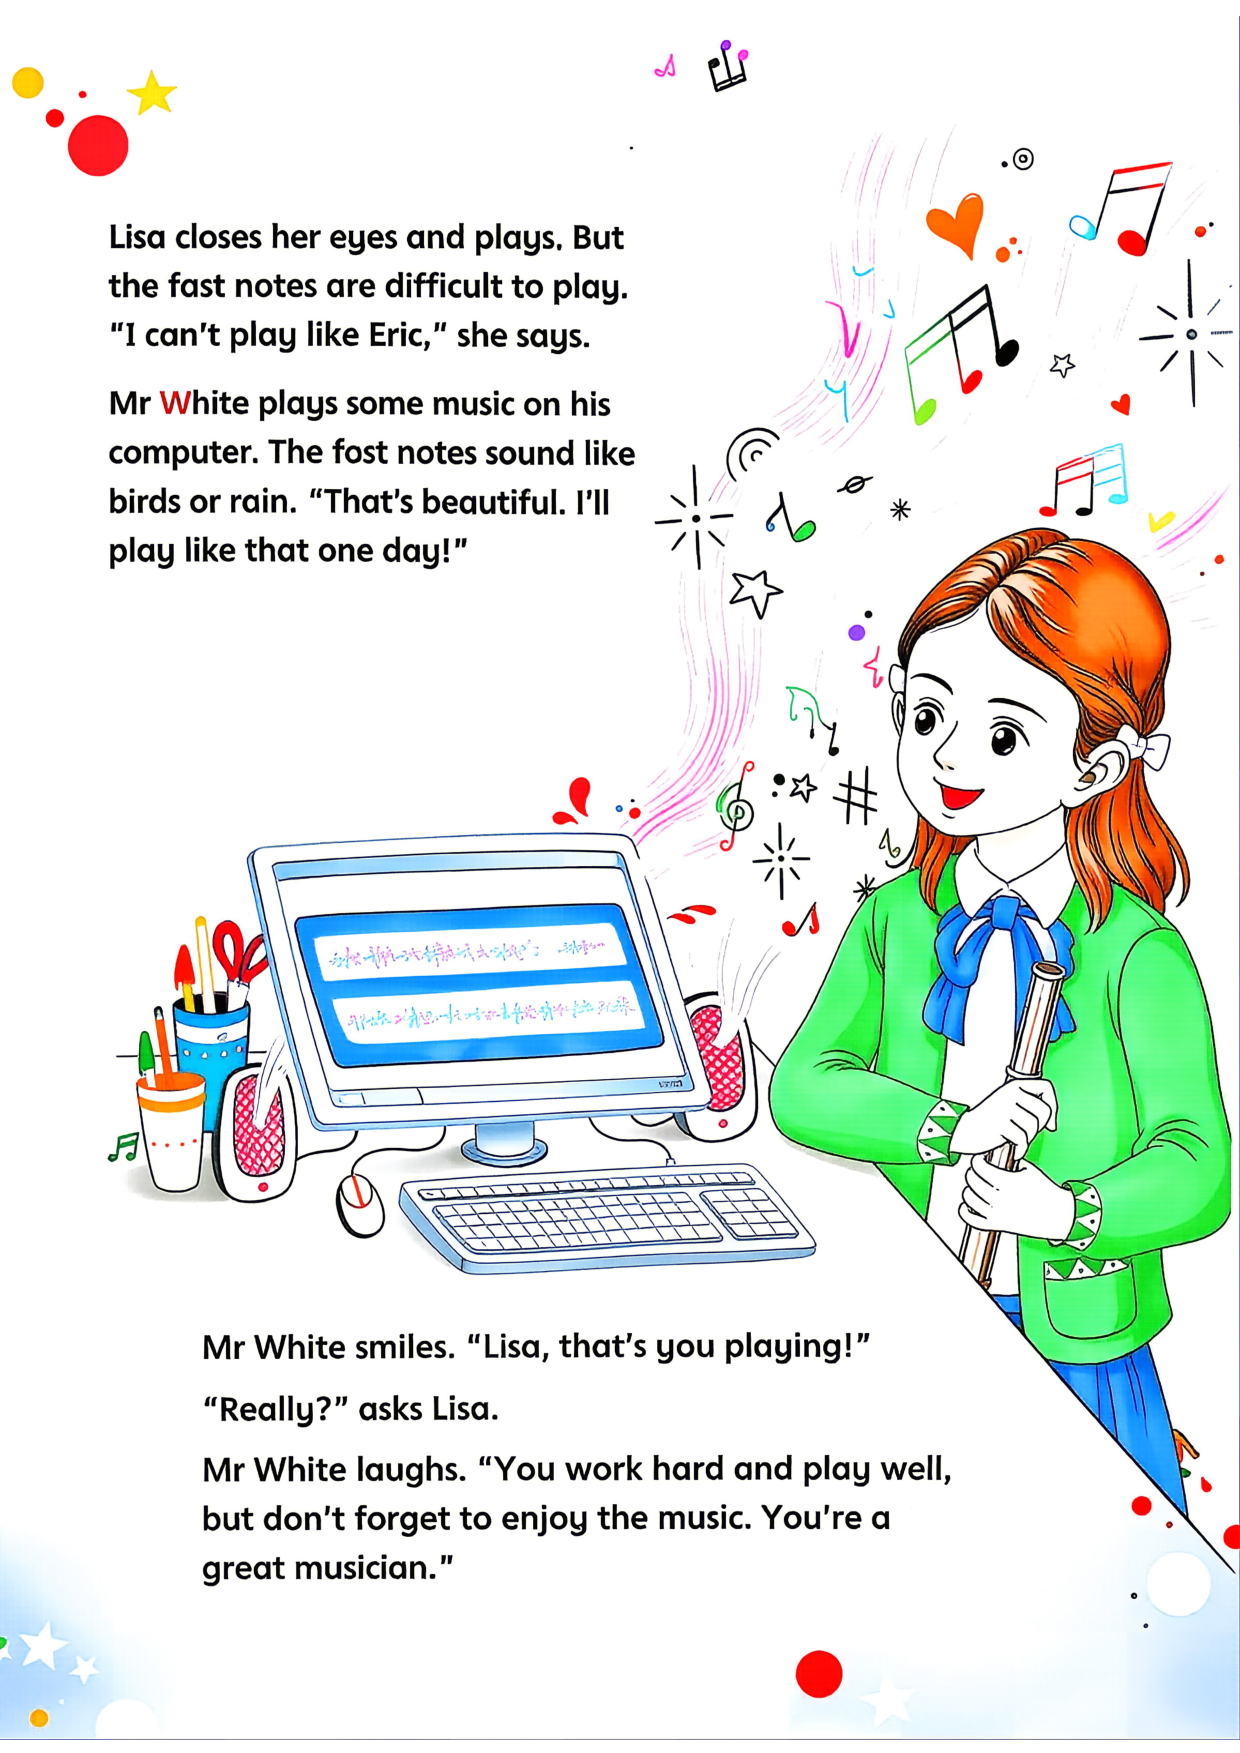 Lisa closes her eyes and plays. But
the fast notes are difficult to play.
“I can’t play like Eric,” she says.
Mr White plays some music on his
computer. The fost notes sound like
birds or rain. “That’s beautiful. I’ll
play like that one day!”
Mr White smiles. “Lisa, that’s you playing!”
“Really?” asks Lisa.
Mr White laughs. “You work hard and play well,
but don’t forget to enjoy the music. You’re a
great musician.”